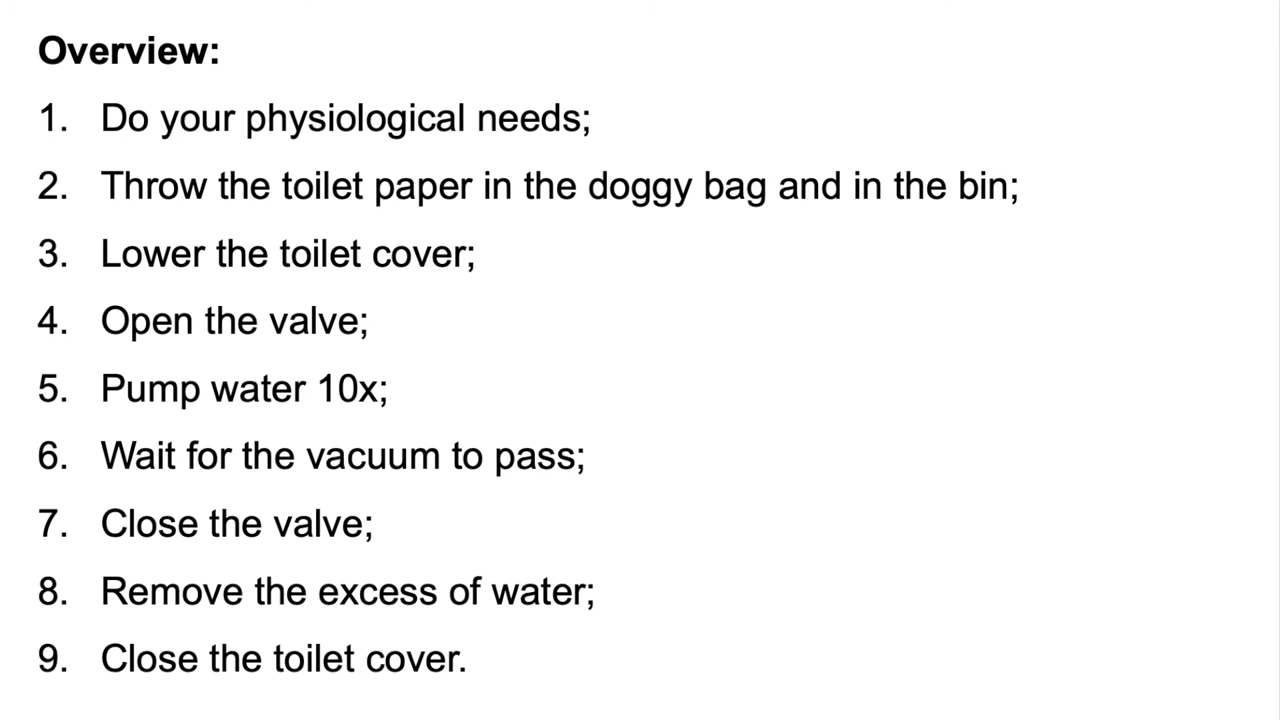 Overview:
1. Do your physiological needs;
2. Throw the toilet paper in the doggy bag and in the bin;
3. Lower the toilet cover;
4. Open the valve;
5. Pump water 10x;
6. Wait for the vacuum to pass;
7. Close the valve;
8. Remove the excess of water;
9. Close the toilet cover.